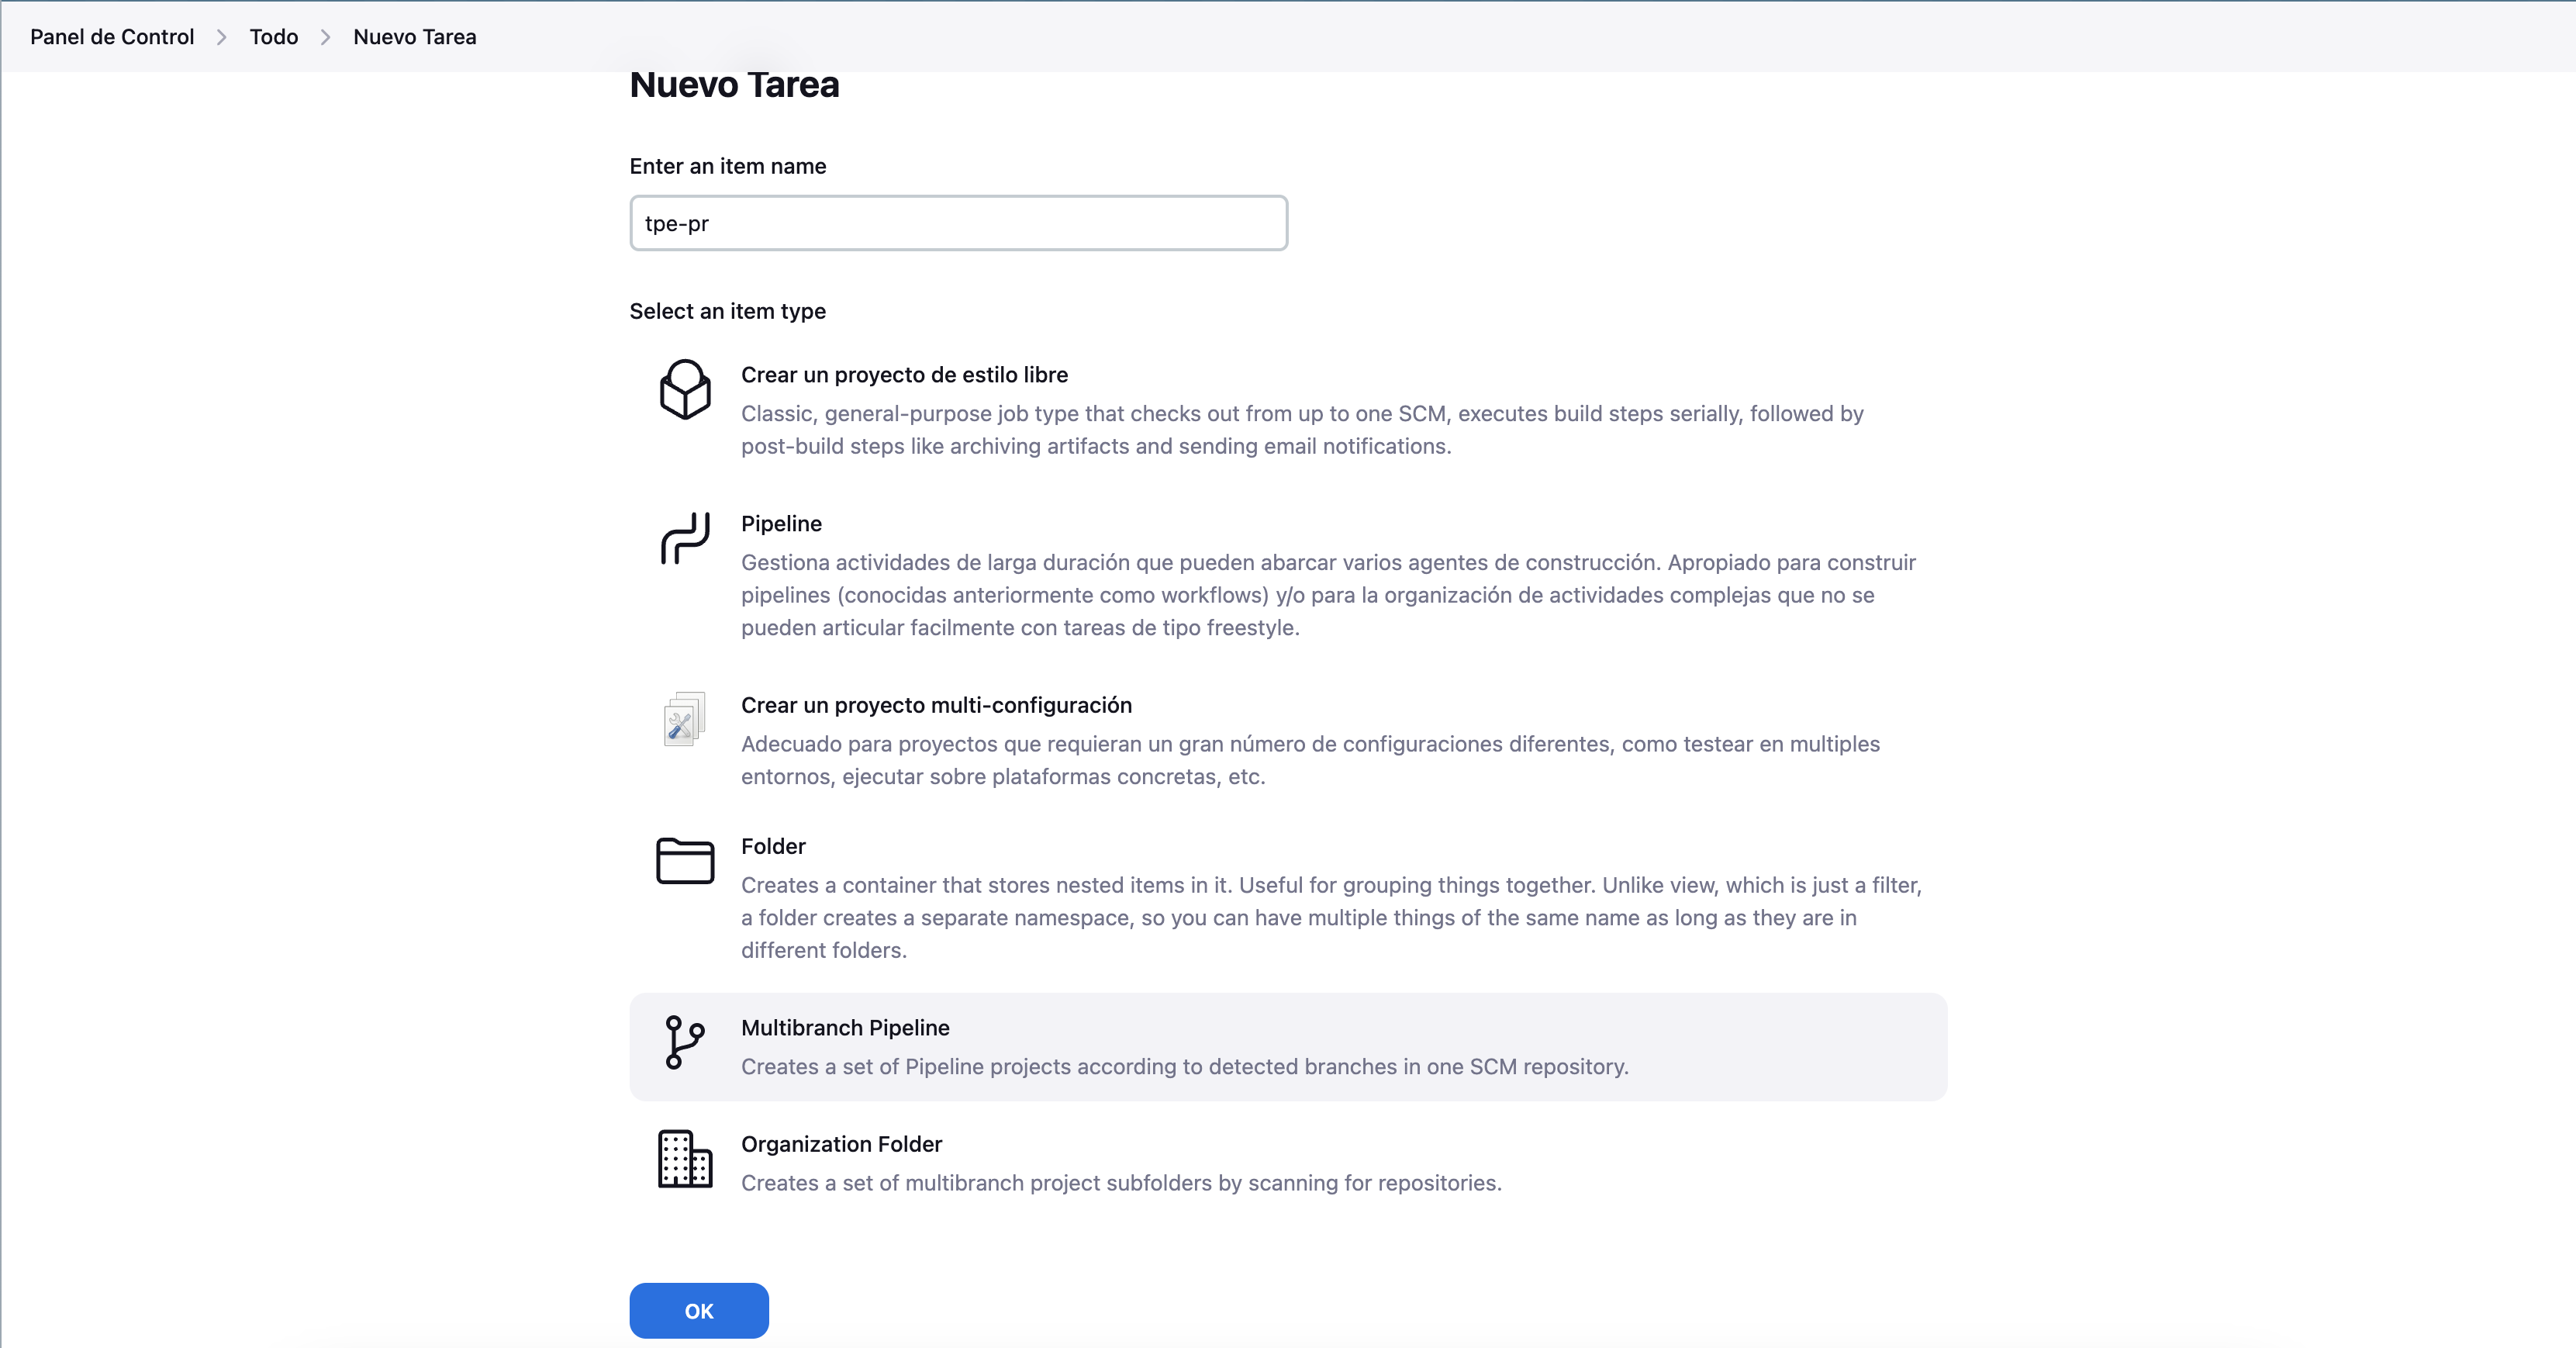 Panel de Control > Todo > Nuevo Tarea
Nuevo Tarea
Enter an item name
tpe-pr
Select an item type
Crear un proyecto de estilo libre
Classic, general-purpose job type that checks out from up to one SCM, executes build steps serially, followed by
post-build steps like archiving artifacts and sending email notifications.
Pipeline
Gestiona actividades de larga duración que pueden abarcar varios agentes de construcción. Apropiado para construir
pipelines (conocidas anteriormente como workflows) y/o para la organización de actividades complejas que no se
pueden articular facilmente con tareas de tipo freestyle.
Crear un proyecto multi-configuración
Adecuado para proyectos que requieran un gran número de configuraciones diferentes, como testear en multiples
entornos, ejecutar sobre plataformas concretas, etc.
Folder
Creates a container that stores nested items in it. Useful for grouping things together. Unlike view, which is just a filter,
a folder creates a separate namespace, so you can have multiple things of the same name as long as they are in
different folders.
Multibranch Pipeline
Creates a set of Pipeline projects according to detected branches in one SCM repository.
Organization Folder
Creates a set of multibranch project subfolders by scanning for repositories.
OK